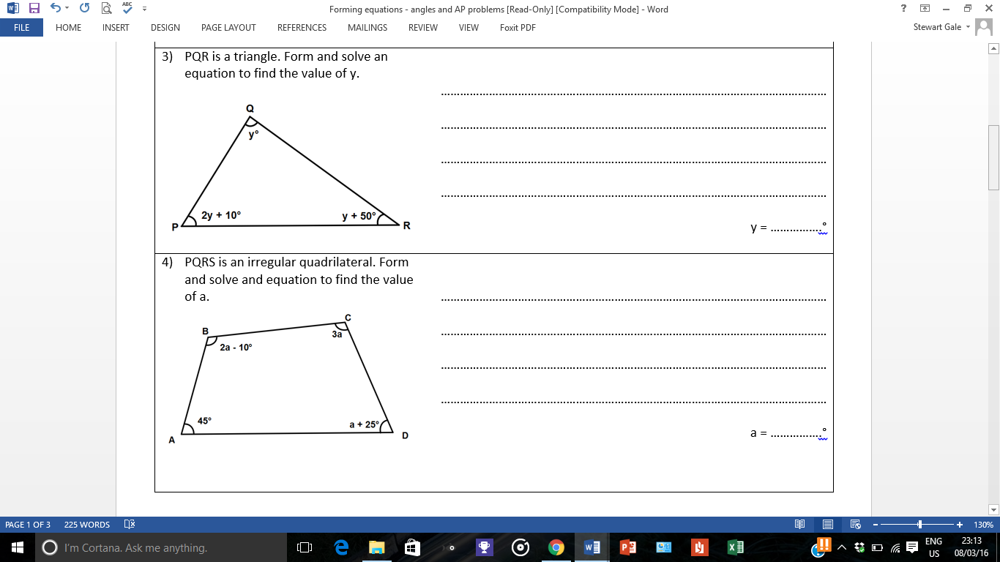 Forming equations - angles and AP problems [Read-Only] [Compatibility Mode] - Word
FILE HOME INSERT DESIGN PAGE LAYOUT REFERENCES MAILINGS REVIEW VIEW Foxit PDF Stewart Gale
3) PQR is a triangle. Form and solve an
equation to find the value of y.
Q
y°
2y + 10°
y + 50°
P
R
y = ................°
4) PQRS is an irregular quadrilateral. Form
and solve and equation to find the value
of a.
B
C
2a - 10°
3a
45°
a + 25°
A
D
a = ................°
PAGE 1 OF 3 225 WORDS 130%
I'm Cortana. Ask me anything.
ENG 23:13
US 08/03/16